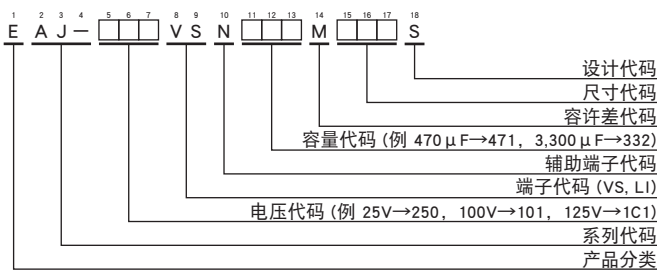 1 2 3 4 5 6 7 8 9 10 11 12 13 14 15 16 17 18
E A J — □□□ V S N □□□ M □□□ S
设计代码
尺寸代码
容许差代码
容量代码 (例 470μF→471，3,300μF→332)
辅助端子代码
端子代码 (VS, LI)
电压代码 (例 25V→250，100V→101，125V→1C1)
系列代码
产品分类